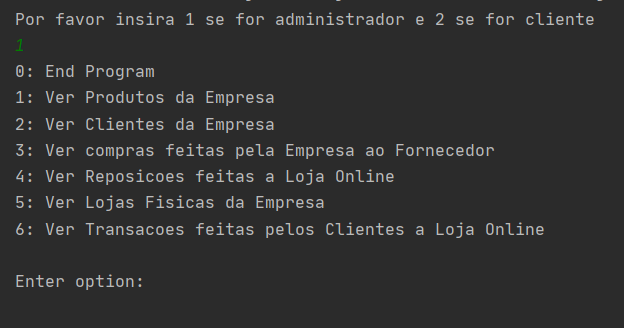 Por favor insira 1 se for administrador e 2 se for cliente
1
0: End Program
1: Ver Produtos da Empresa
2: Ver Clientes da Empresa
3: Ver compras feitas pela Empresa ao Fornecedor
4: Ver Reposicoes feitas a Loja Online
5: Ver Lojas Fisicas da Empresa
6: Ver Transacoes feitas pelos Clientes a Loja Online
Enter option: